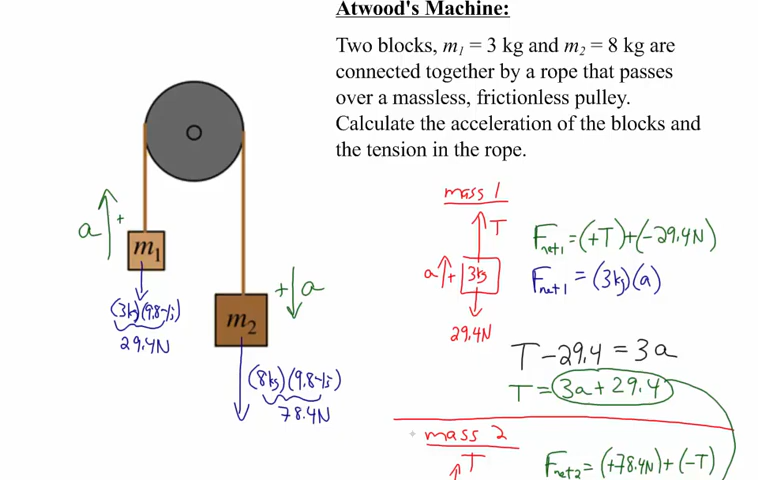 Atwood's Machine:
Two blocks, m₁ = 3 kg and m₂ = 8 kg are
connected together by a rope that passes
over a massless, frictionless pulley.
Calculate the acceleration of the blocks and
the tension in the rope.
a +
m₁
(3kg)(9.8m/s²)
29.4N
+ a
m₂
(8kg)(9.8m/s²)
78.4N
mass 1
T
a + 3kg
29.4N
Fnet₁ = (+T)+(-29.4N)
Fnet₁ = (3kg)(a)
T - 29.4 = 3a
T = 3a + 29.4
mass 2
T
Fnet₂ = (+78.4N)+(-T)